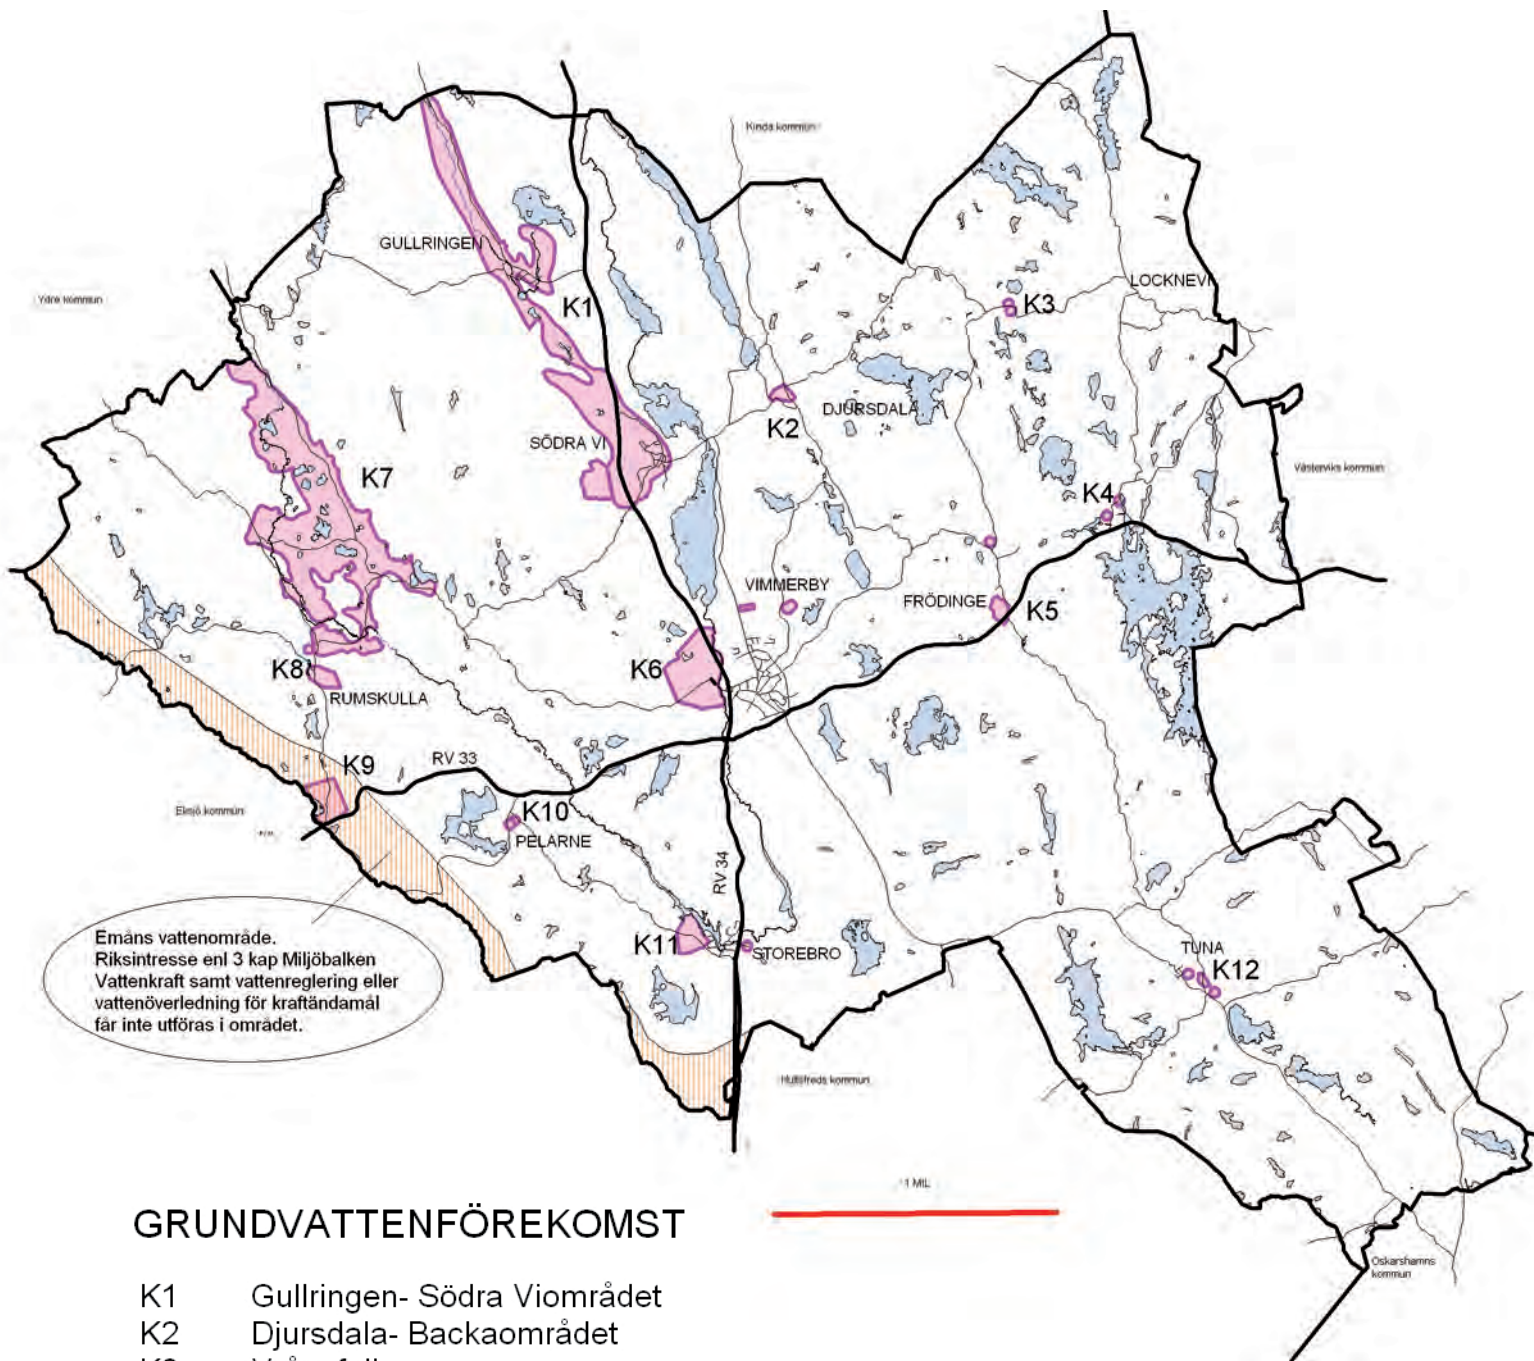 Kinda kommun
GULLRINGEN
LOCKNEVI
Ydre kommun
K1
K3
K2
DJURSDALA
SÖDRA VI
K7
Västerviks kommun
K4
VIMMERBY
FRÖDINGE
K5
K6
K8
RUMSKULLA
K9
RV 33
Eksjö kommun
K10
PELARNE
RV 34
Emåns vattenområde.
Riksintresse enl 3 kap Miljöbalken
Vattenkraft samt vattenreglering eller
vattenöverledning för kraftändamål
får inte utföras i området.
K11
STOREBRO
TUNA
K12
Hultsfreds kommun
1 MIL
GRUNDVATTENFÖREKOMST
Oskarshamns
kommun
K1 Gullringen- Södra Viområdet
K2 Djursdala- Backaområdet